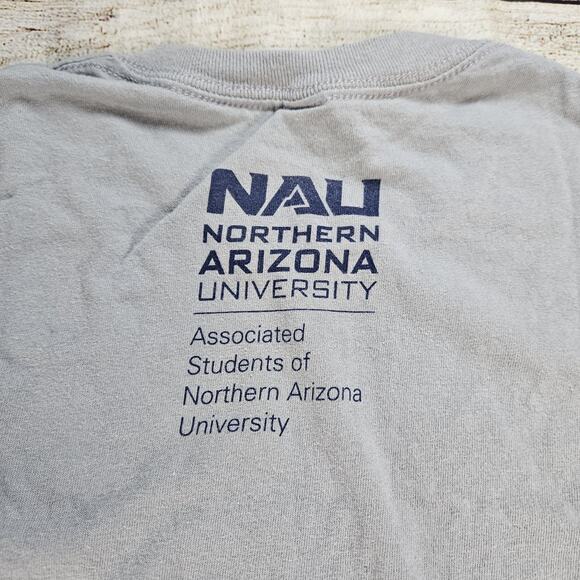 NAU
NORTHERN
ARIZONA
UNIVERSITY
Associated
Students of
Northern Arizona
University